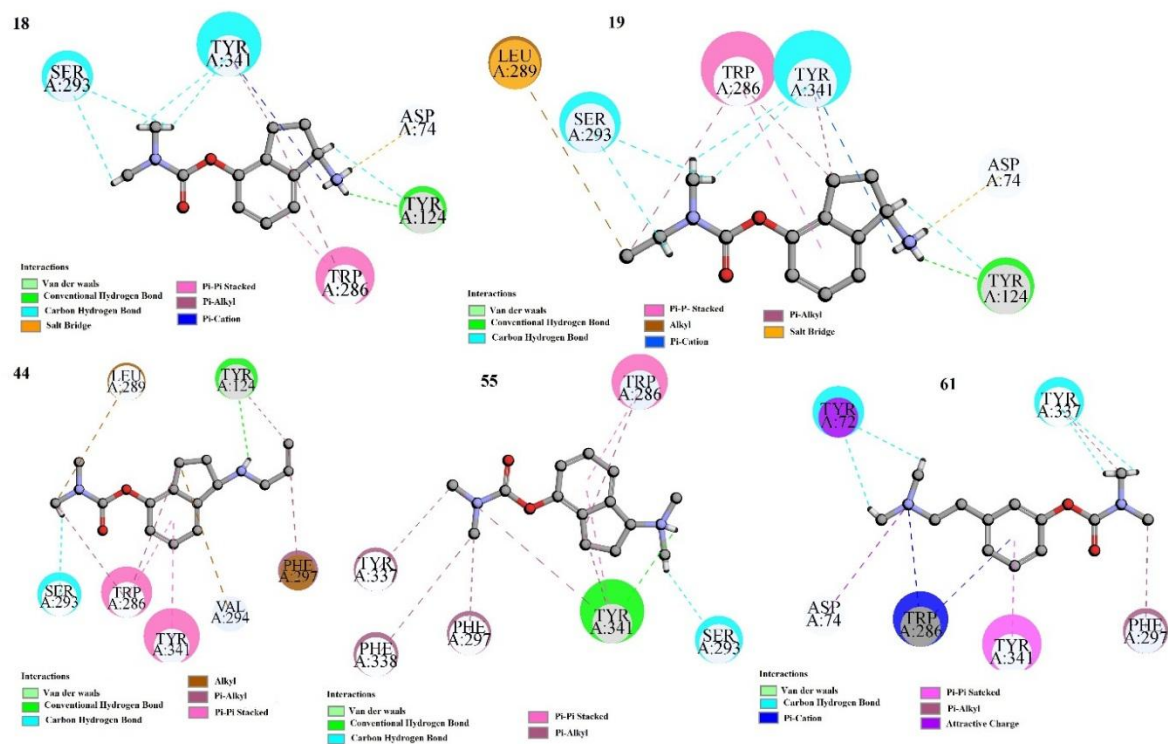 18
SER
A:293
TYR
A:341
ASP
A:74
TYR
A:124
TRP
A:286
Interactions
Van der waals
Conventional Hydrogen Bond
Carbon Hydrogen Bond
Salt Bridge
Pi-Pi Stacked
Pi-Alkyl
Pi-Cation
19
LEU
A:289
SER
A:293
TRP
A:286
TYR
A:341
ASP
A:74
TYR
A:124
Interactions
Van der waals
Conventional Hydrogen Bond
Carbon Hydrogen Bond
Pi-P- Stacked
Alkyl
Pi-Cation
Pi-Alkyl
Salt Bridge
44
LEU
A:289
TYR
A:124
SER
A:293
TRP
A:286
TYR
A:341
VAL
A:294
PHE
A:297
Interactions
Van der waals
Conventional Hydrogen Bond
Carbon Hydrogen Bond
Alkyl
Pi-Alkyl
Pi-Pi Stacked
55
TRP
A:286
TYR
A:337
PHE
A:338
PHE
A:297
TYR
A:341
SER
A:293
Interactions
Van der waals
Conventional Hydrogen Bond
Carbon Hydrogen Bond
Pi-Pi Stacked
Pi-Alkyl
61
TYR
A:72
TYR
A:337
ASP
A:74
TRP
A:286
TYR
A:341
PHE
A:297
Interactions
Van der waals
Carbon Hydrogen Bond
Pi-Cation
Pi-Pi Satcked
Pi-Alkyl
Attractive Charge